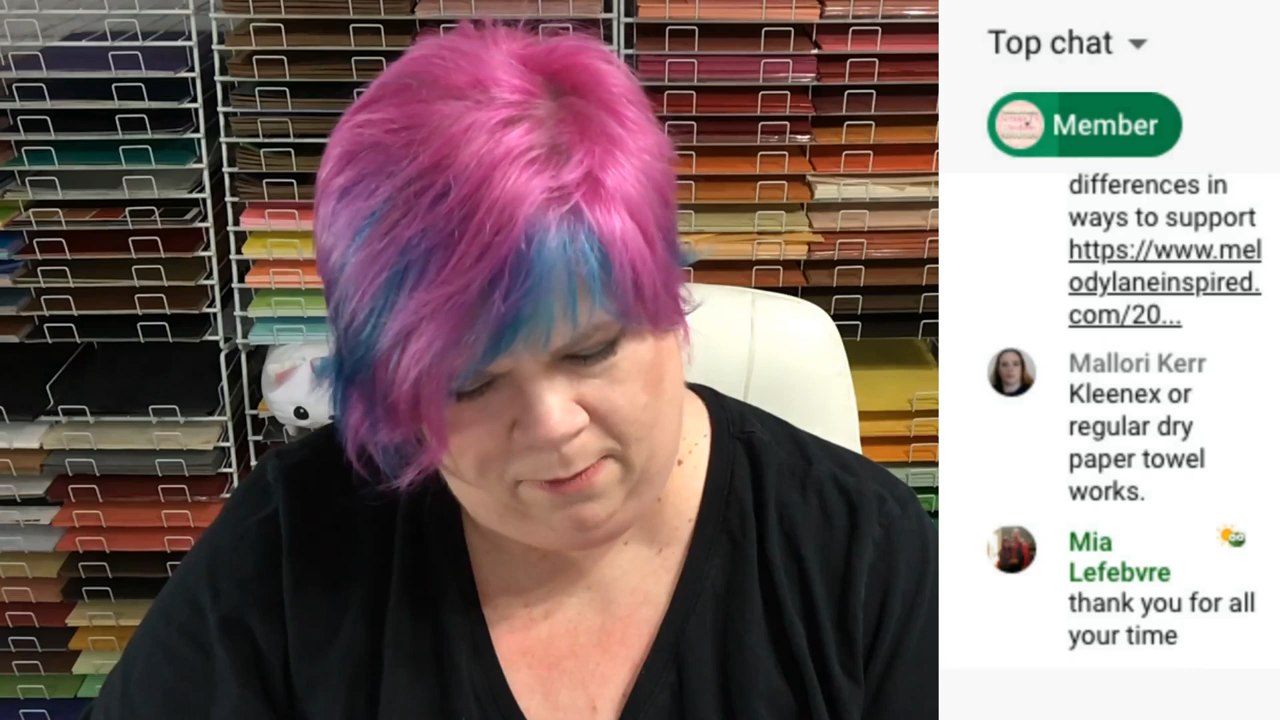 Top chat
Member
differences in
ways to support
https://www.mel
odylaneinspired.
com/20...
Mallori Kerr
Kleenex or
regular dry
paper towel
works.
Mia
Lefebvre
thank you for all
your time